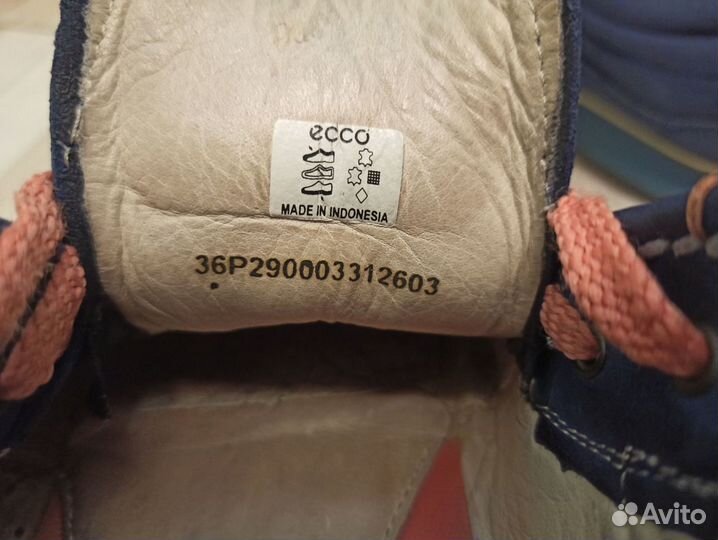 ecco
MADE IN INDONESIA
36P290003312603
Avito